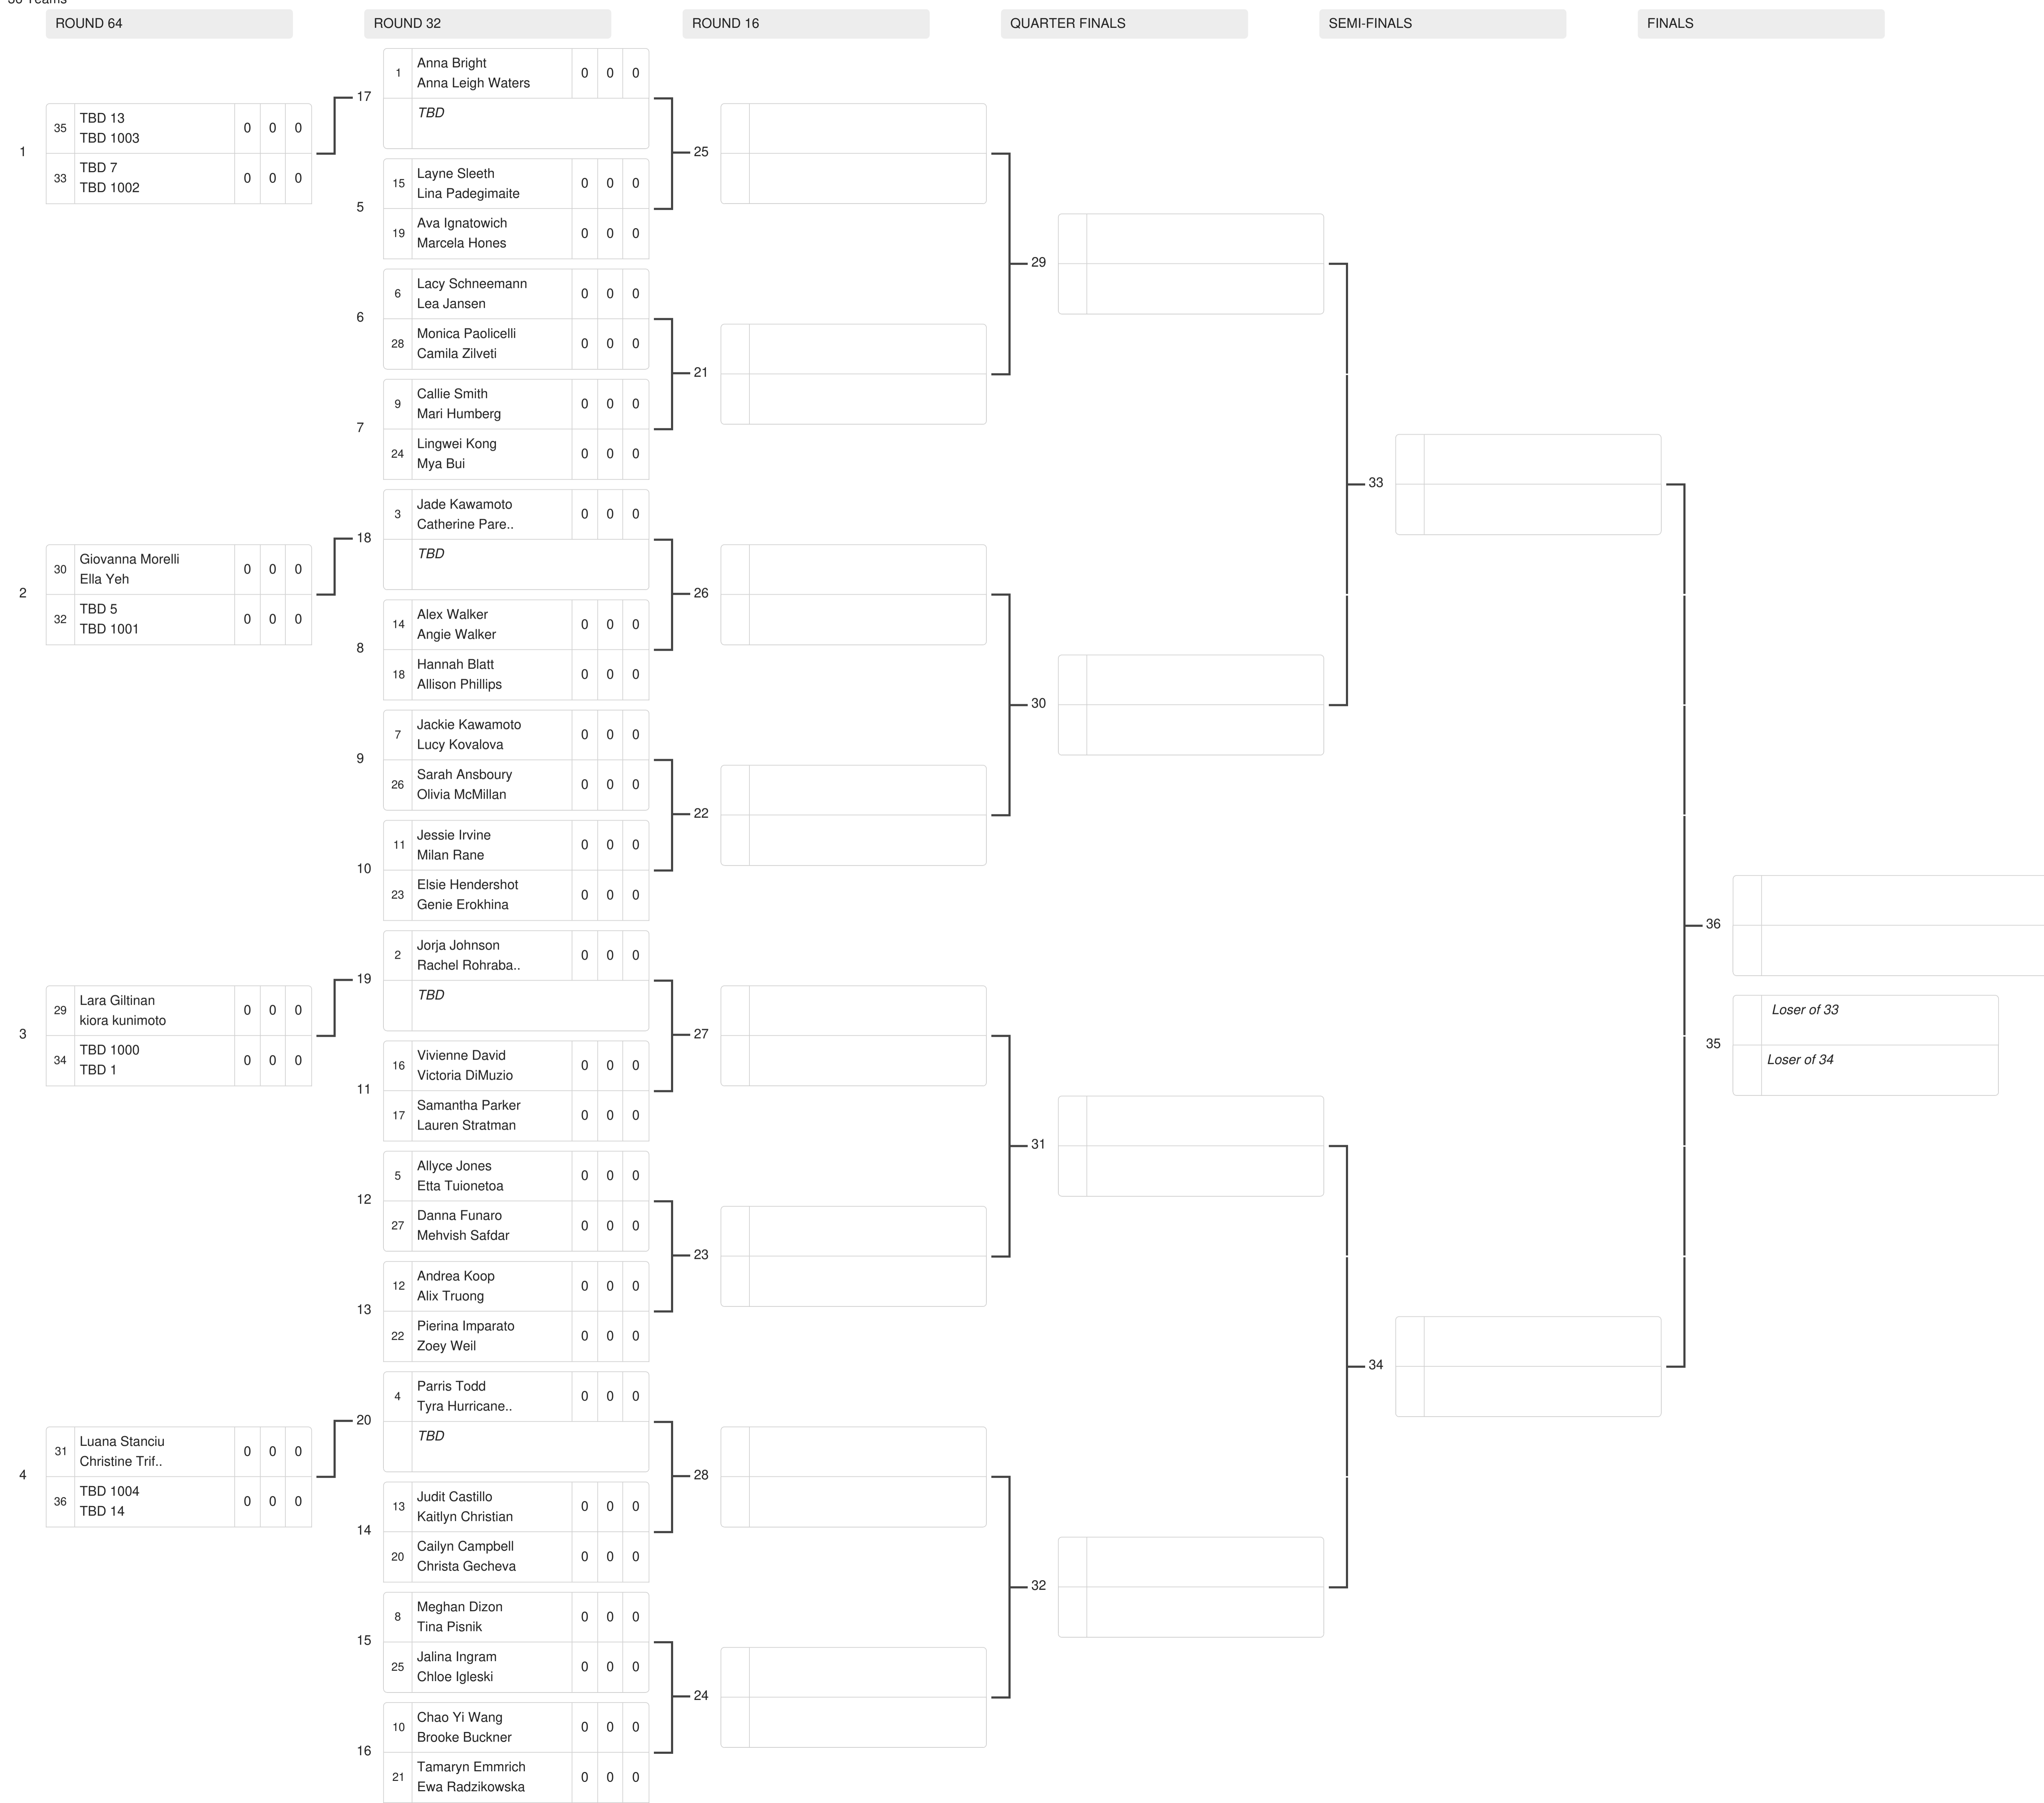 ROUND 64
ROUND 32
ROUND 16
QUARTER FINALS
SEMI-FINALS
FINALS
1
35
TBD 13
TBD 1003
0 0 0
33
TBD 7
TBD 1002
0 0 0
2
30
Giovanna Morelli
Ella Yeh
0 0 0
32
TBD 5
TBD 1001
0 0 0
3
29
Lara Giltinan
kiora kunimoto
0 0 0
34
TBD 1000
TBD 1
0 0 0
4
31
Luana Stanciu
Christine Trif..
0 0 0
36
TBD 1004
TBD 14
0 0 0
17
1
Anna Bright
Anna Leigh Waters
0 0 0
TBD
5
15
Layne Sleeth
Lina Padegimaite
0 0 0
19
Ava Ignatowich
Marcela Hones
0 0 0
6
6
Lacy Schneemann
Lea Jansen
0 0 0
28
Monica Paolicelli
Camila Zilveti
0 0 0
7
9
Callie Smith
Mari Humberg
0 0 0
24
Lingwei Kong
Mya Bui
0 0 0
18
3
Jade Kawamoto
Catherine Pare..
0 0 0
TBD
8
14
Alex Walker
Angie Walker
0 0 0
18
Hannah Blatt
Allison Phillips
0 0 0
9
7
Jackie Kawamoto
Lucy Kovalova
0 0 0
26
Sarah Ansboury
Olivia McMillan
0 0 0
10
11
Jessie Irvine
Milan Rane
0 0 0
23
Elsie Hendershot
Genie Erokhina
0 0 0
19
2
Jorja Johnson
Rachel Rohraba..
0 0 0
TBD
11
16
Vivienne David
Victoria DiMuzio
0 0 0
17
Samantha Parker
Lauren Stratman
0 0 0
12
5
Allyce Jones
Etta Tuionetoa
0 0 0
27
Danna Funaro
Mehvish Safdar
0 0 0
13
12
Andrea Koop
Alix Truong
0 0 0
22
Pierina Imparato
Zoey Weil
0 0 0
20
4
Parris Todd
Tyra Hurricane..
0 0 0
TBD
14
13
Judit Castillo
Kaitlyn Christian
0 0 0
20
Cailyn Campbell
Christa Gecheva
0 0 0
15
8
Meghan Dizon
Tina Pisnik
0 0 0
25
Jalina Ingram
Chloe Igleski
0 0 0
16
10
Chao Yi Wang
Brooke Buckner
0 0 0
21
Tamaryn Emmrich
Ewa Radzikowska
0 0 0
25
21
26
22
27
23
28
24
29
30
31
32
33
34
36
35
Loser of 33
Loser of 34